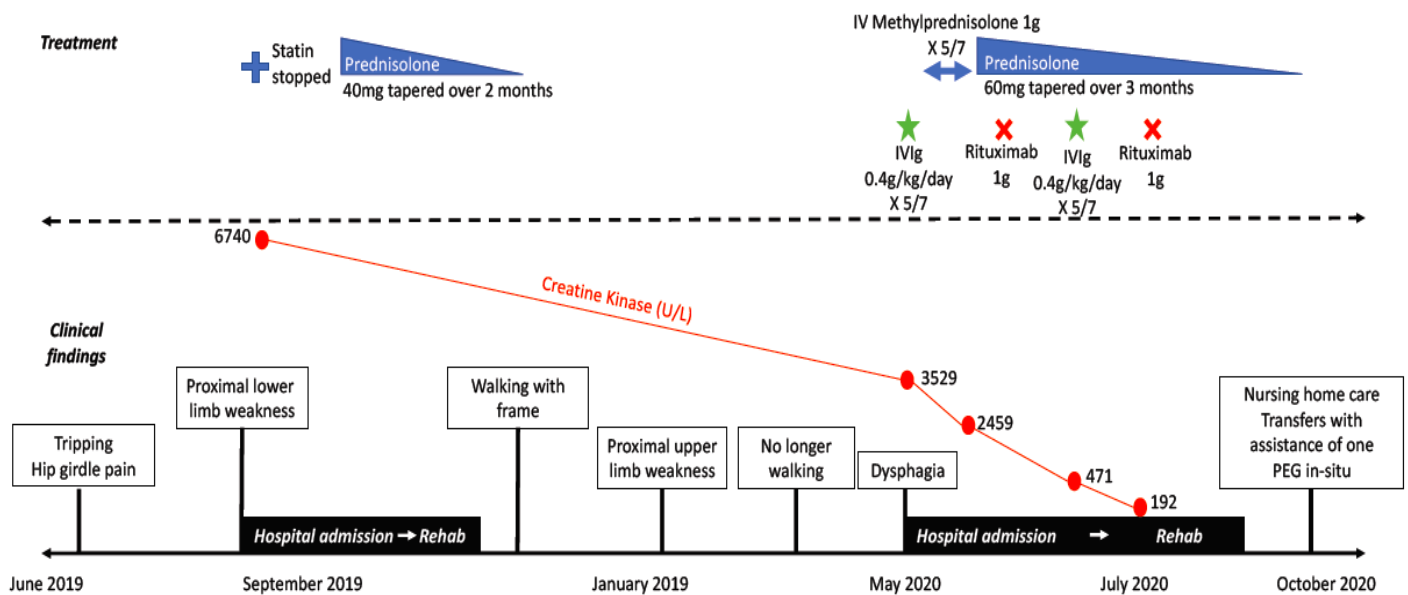 Treatment
Statin
stopped
Prednisolone
40mg tapered over 2 months
IV Methylprednisolone 1g
X 5/7
Prednisolone
60mg tapered over 3 months
IVIg
0.4g/kg/day
X 5/7
Rituximab
1g
IVIg
0.4g/kg/day
X 5/7
Rituximab
1g
6740
Creatine Kinase (U/L)
3529
2459
471
192
Clinical
findings
Tripping
Hip girdle pain
Proximal lower
limb weakness
Walking with
frame
Proximal upper
limb weakness
No longer
walking
Dysphagia
Nursing home care
Transfers with
assistance of one
PEG in-situ
Hospital admission → Rehab
Hospital admission → Rehab
June 2019
September 2019
January 2019
May 2020
July 2020
October 2020